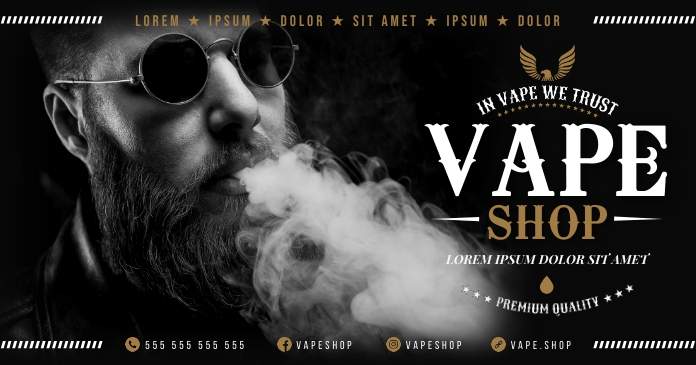 LOREM ★ IPSUM ★ DOLOR ★ SIT AMET ★ IPSUM ★ DOLOR
IN VAPE WE TRUST
VAPE
SHOP
LOREM IPSUM DOLOR SIT AMET
PREMIUM QUALITY
555 555 555 555 VAPESHOP VAPESHOP VAPE.SHOP